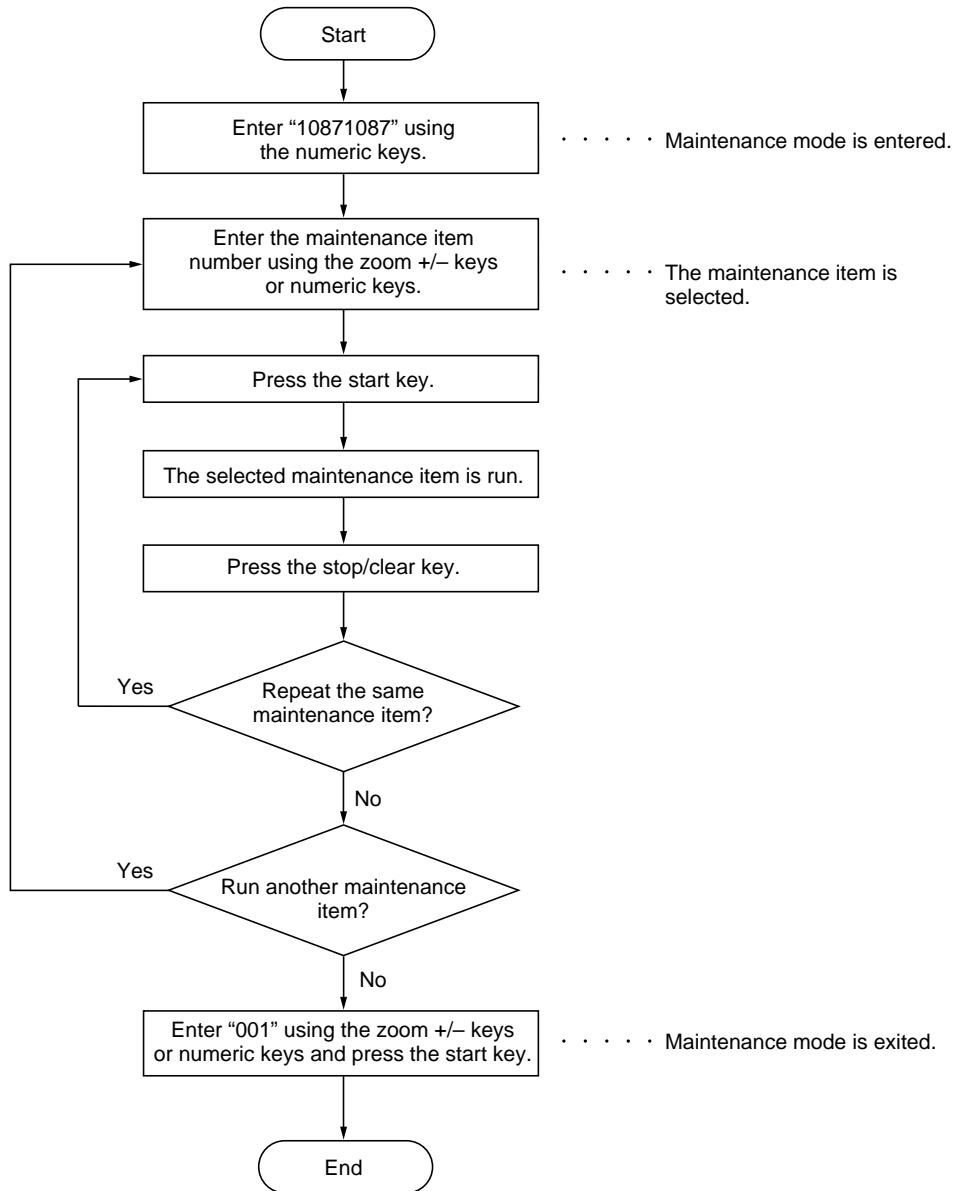 Start
Enter “10871087” using
the numeric keys.
· · · · · Maintenance mode is entered.
Enter the maintenance item
number using the zoom +/– keys
or numeric keys.
· · · · · The maintenance item is
selected.
Press the start key.
The selected maintenance item is run.
Press the stop/clear key.
Yes
Repeat the same
maintenance item?
No
Yes
Run another maintenance
item?
No
Enter “001” using the zoom +/– keys
or numeric keys and press the start key.
· · · · · Maintenance mode is exited.
End